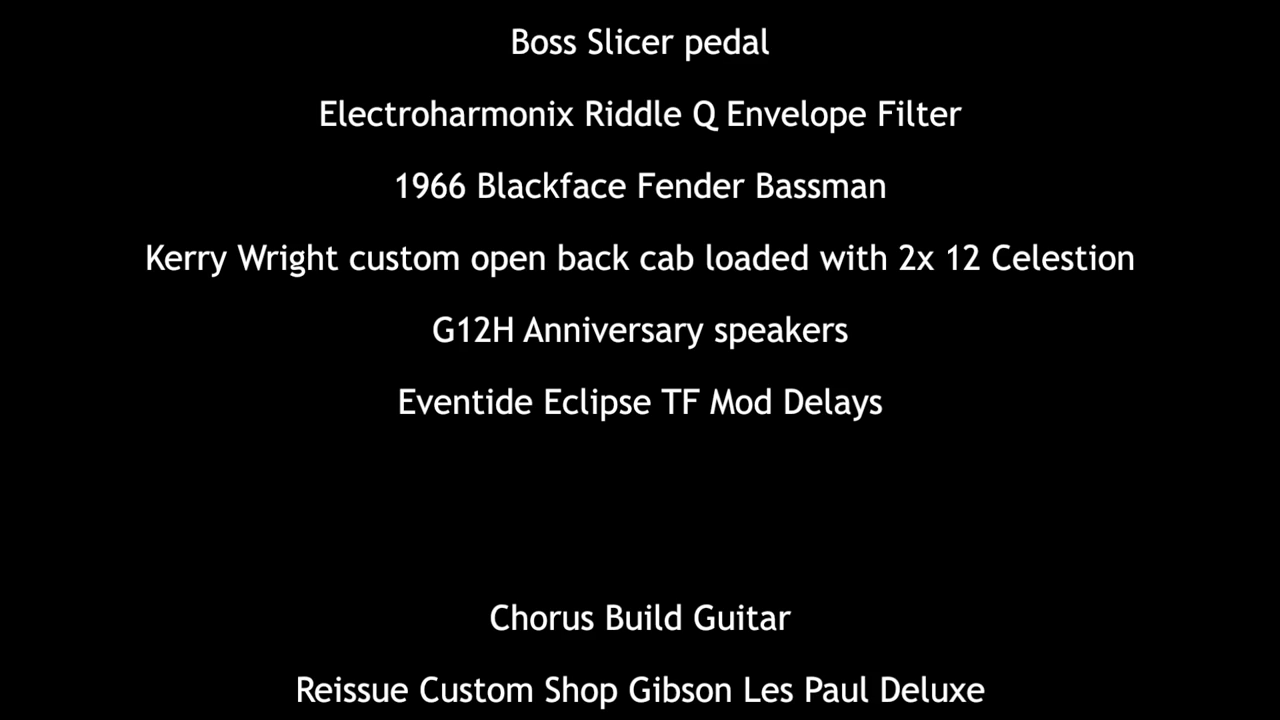 Boss Slicer pedal
Electroharmonix Riddle Q Envelope Filter
1966 Blackface Fender Bassman
Kerry Wright custom open back cab loaded with 2x 12 Celestion
G12H Anniversary speakers
Eventide Eclipse TF Mod Delays
Chorus Build Guitar
Reissue Custom Shop Gibson Les Paul Deluxe